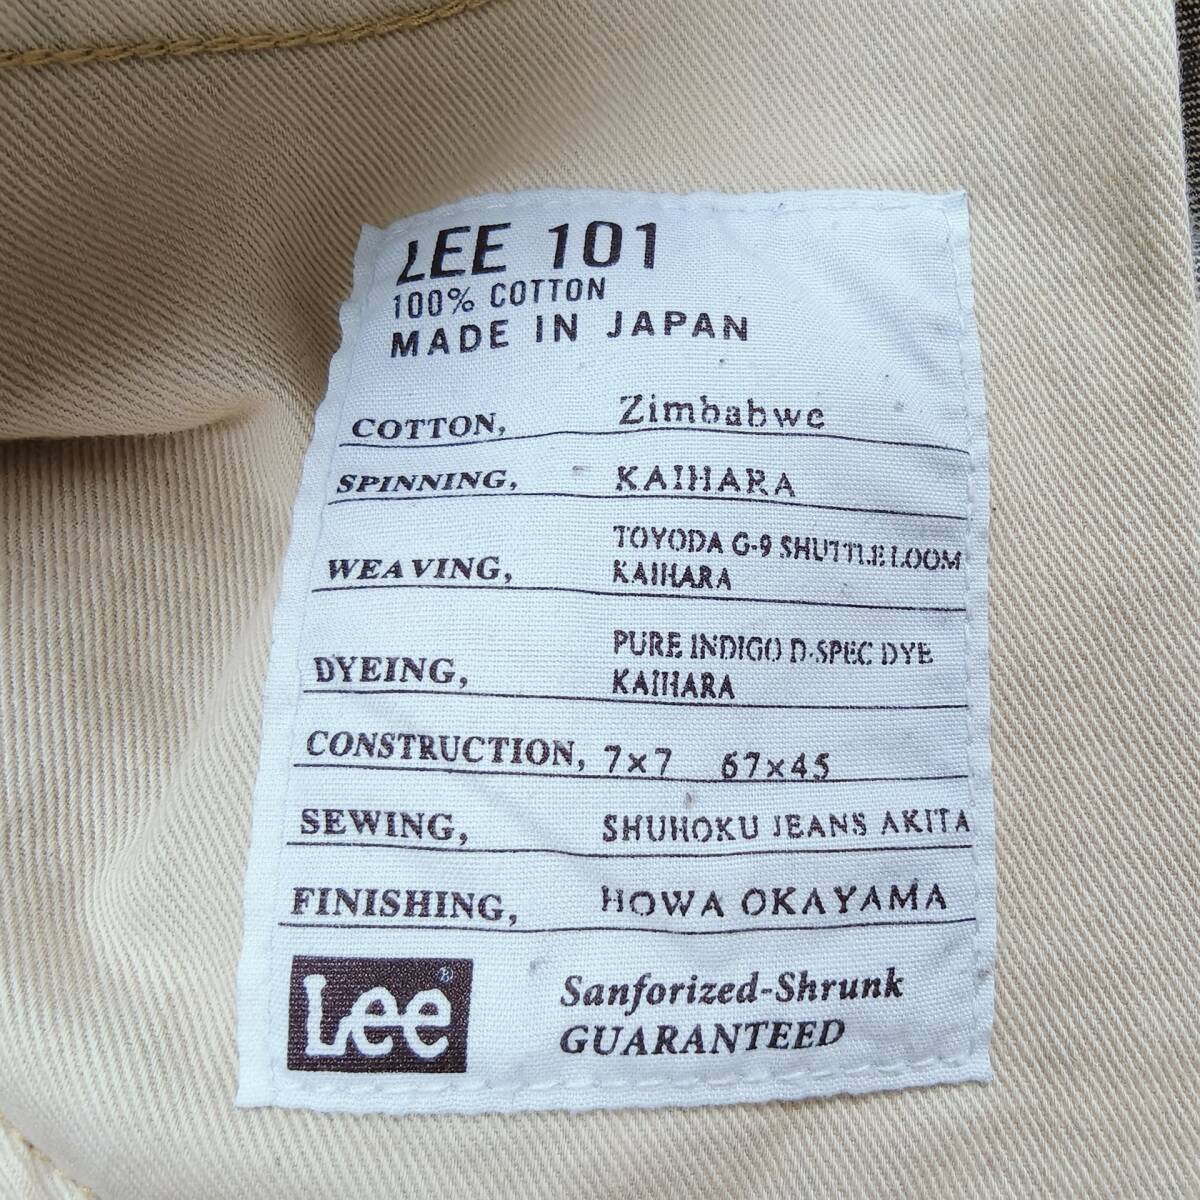 LEE 101
100% COTTON
MADE IN JAPAN
COTTON, Zimbabwe
SPINNING, KAIHARA
WEAVING, TOYODA G-9 SHUTTLE LOOM
KAIHARA
DYEING, PURE INDIGO D-SPEC DYE
KAIHARA
CONSTRUCTION, 7×7 67×45
SEWING, SHUHOKU JEANS AKITA
FINISHING, HOWA OKAYAMA
Lee®
Sanforized-Shrunk
GUARANTEED